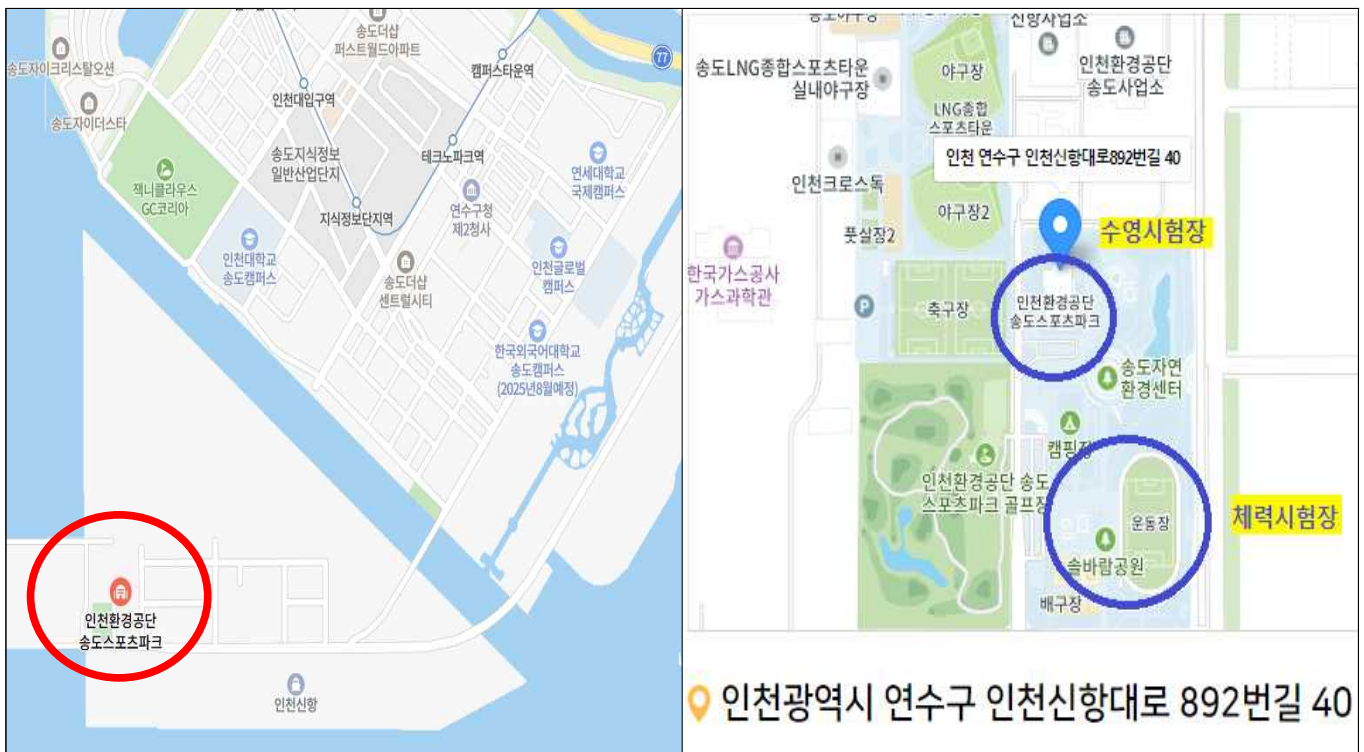 송도더샵
퍼스트월드아파트
77
송도자이크리스탈오션
캠퍼스타운역
인천대입구역
송도자이더스타
송도지식정보
일반산업단지
테크노파크역
연세대학교
국제캠퍼스
잭니클라우스
GC코리아
지식정보단지역
연수구청
제2청사
인천대학교
송도캠퍼스
송도더샵
센트럴시티
인천글로벌
캠퍼스
한국외국어대학교
송도캠퍼스
(2025년8월예정)
인천환경공단
송도스포츠파크
인천신항
신항사업소
송도LNG종합스포츠타운
실내야구장
야구장
인천환경공단
송도사업소
LNG종합
스포츠타운
인천 연수구 인천신항대로892번길 40
인천크로스독
야구장2
풋살장2
수영시험장
한국가스공사
가스과학관
P
축구장
인천환경공단
송도스포츠파크
송도자연
환경센터
캠핑장
인천환경공단 송도
스포츠파크 골프장
운동장
체력시험장
솔바람공원
배구장
인천광역시 연수구 인천신항대로 892번길 40